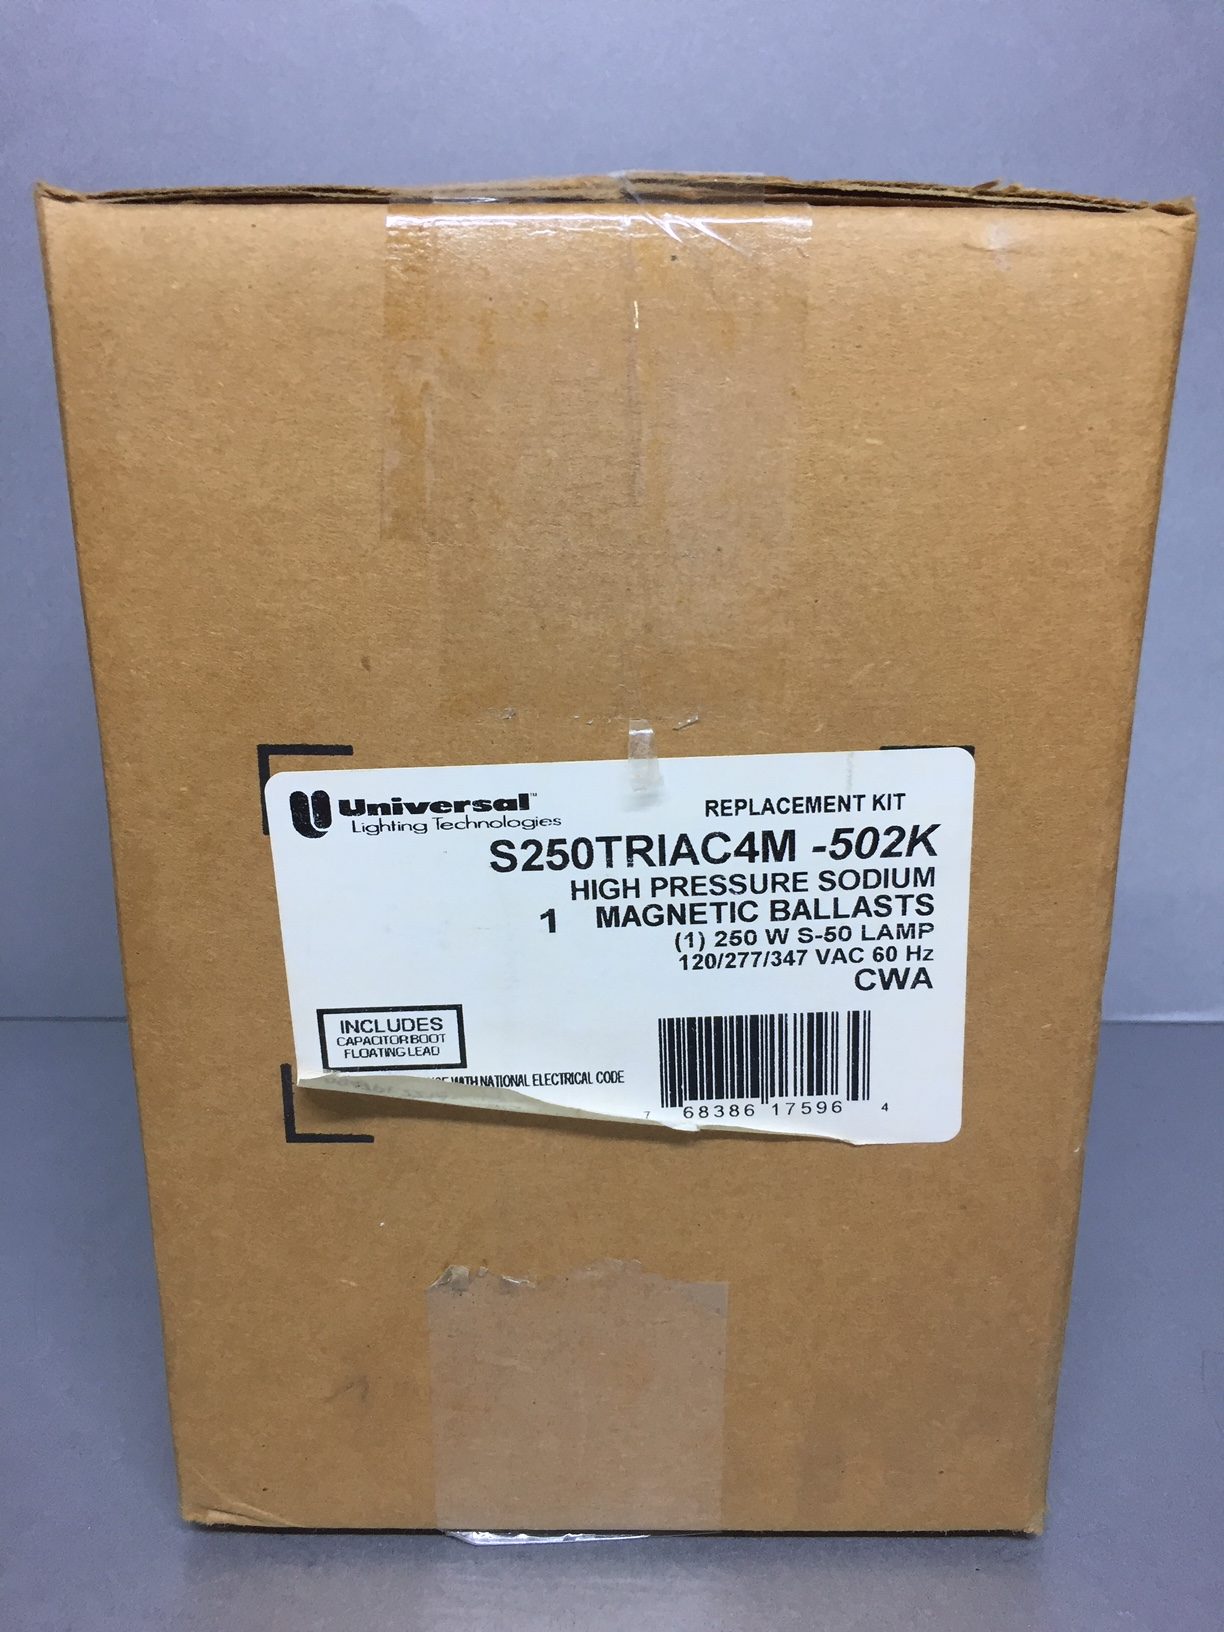 Universal™
Lighting Technologies
REPLACEMENT KIT
S250TRIAC4M -502K
HIGH PRESSURE SODIUM
1 MAGNETIC BALLASTS
(1) 250 W S-50 LAMP
120/277/347 VAC 60 Hz
CWA
INCLUDES
CAPACITOR BOOT
FLOATING LEAD
WITH NATIONAL ELECTRICAL CODE
7 68386 17596 4